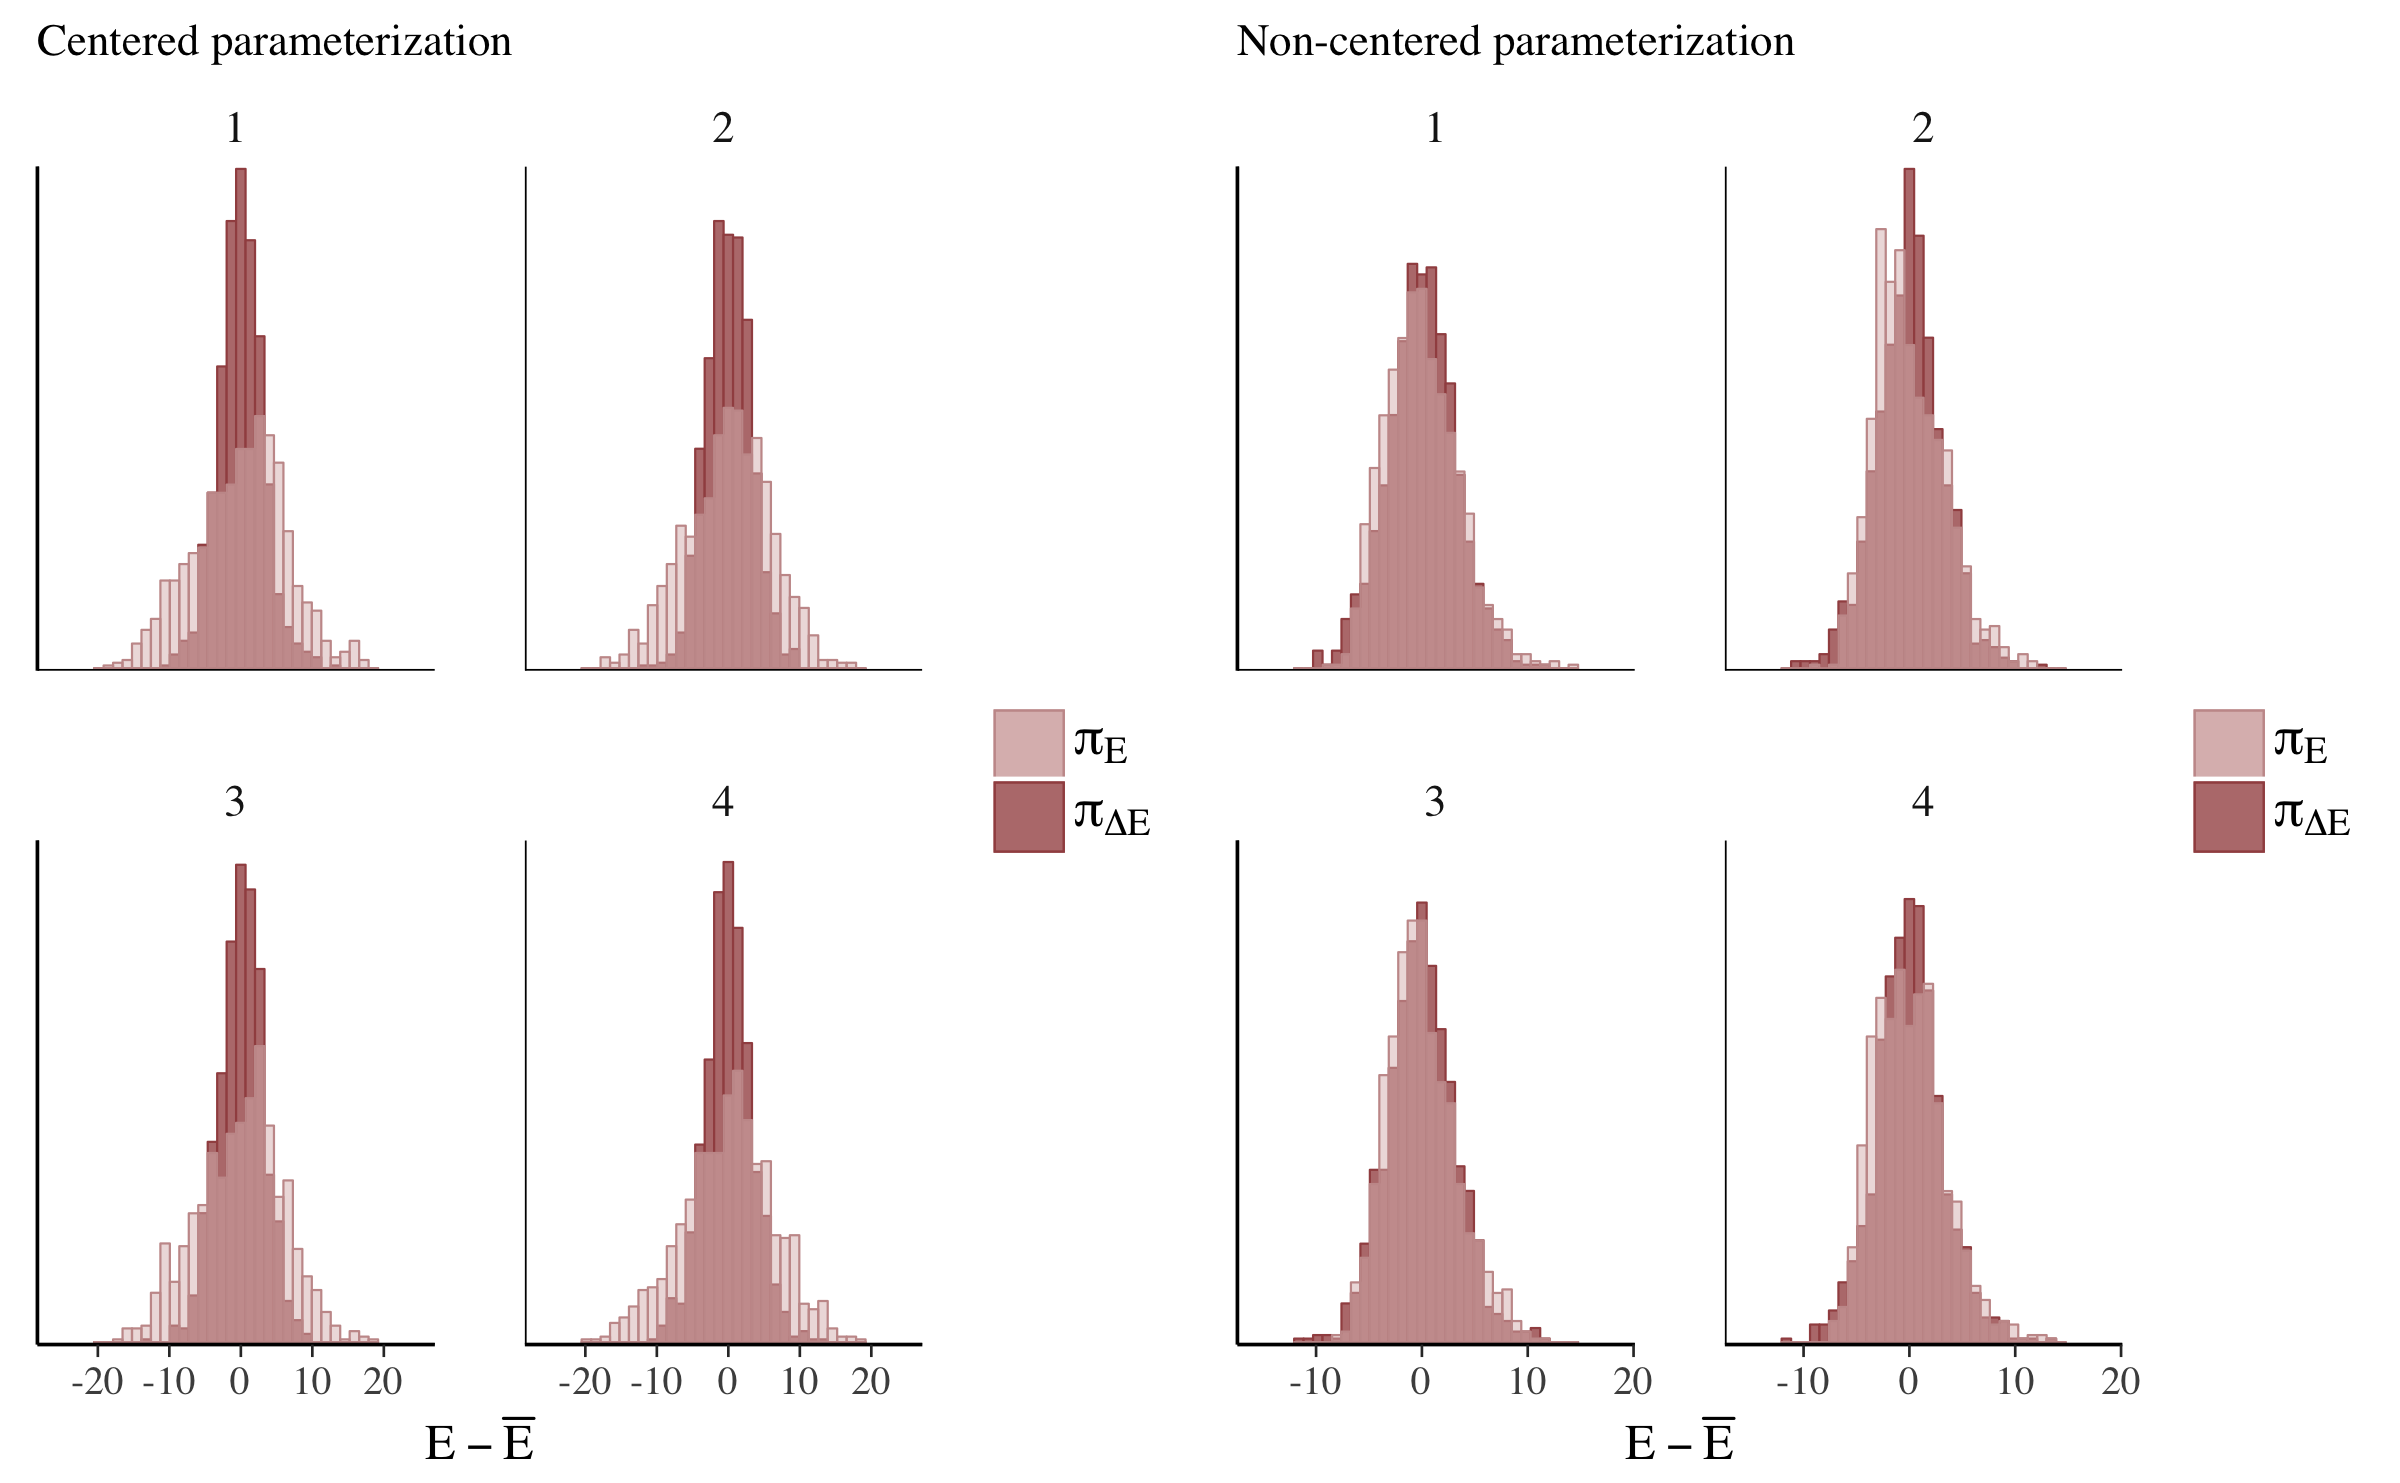 Centered parameterization
1 2
π_E
π_ΔE
3 4
-20 -10 0 10 20 -20 -10 0 10 20
E − E̅
Non-centered parameterization
1 2
π_E
π_ΔE
3 4
-10 0 10 20 -10 0 10 20
E − E̅